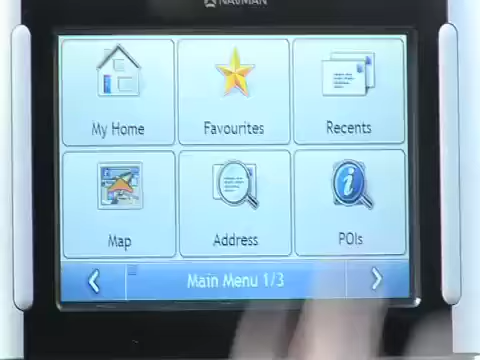 NAVMAN
My Home
Favourites
Recents
Map
Address
POIs
Main Menu 1/3